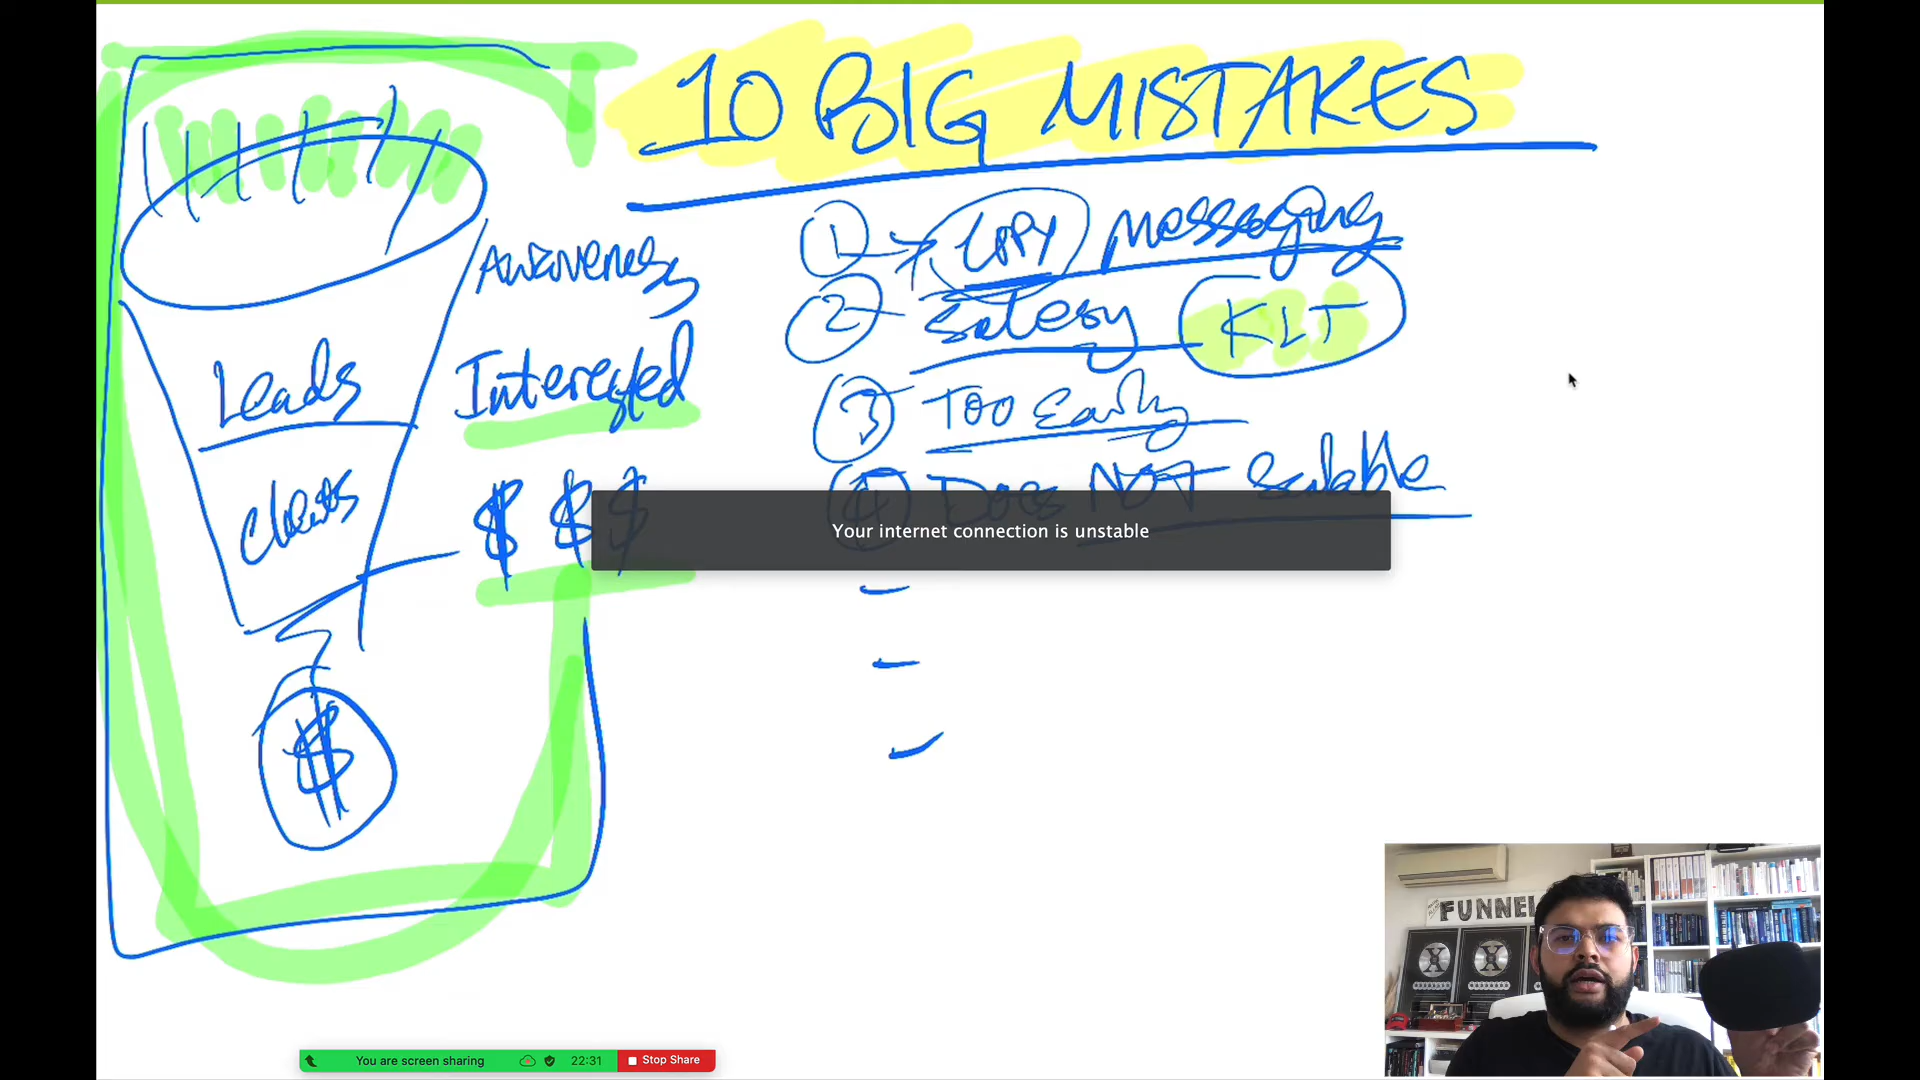 10 BIG MISTAKES
1 → COPY Messaging
2 Salesy KLT
3 Too Early
4 Does NOT Scalable
Awareness
Leads
Interested
clients
$ $ $
$
Your internet connection is unstable
FUNNEL
X X
You are screen sharing 22:31 Stop Share